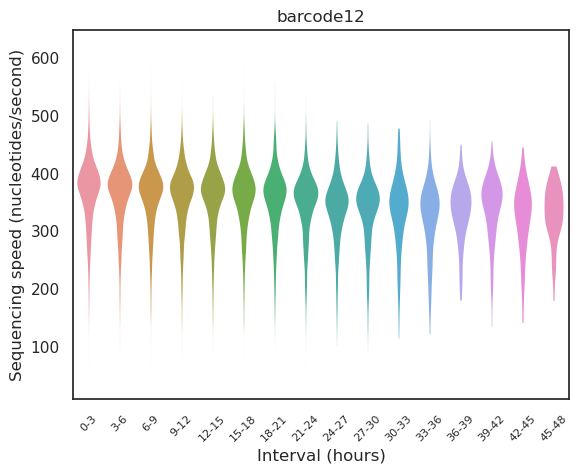 barcode12
Sequencing speed (nucleotides/second)
600
500
400
300
200
100
0-3 3-6 6-9 9-12 12-15 15-18 18-21 21-24 24-27 27-30 30-33 33-36 36-39 39-42 42-45 45-48
Interval (hours)